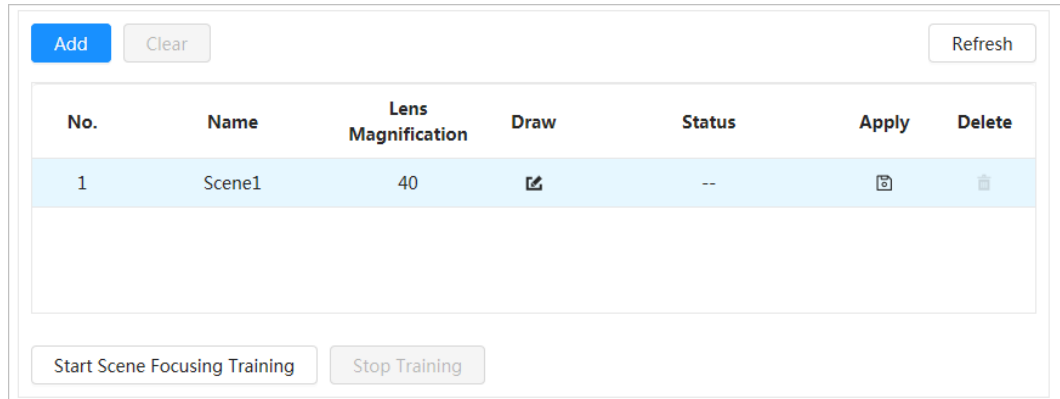 Add Clear Refresh
No. Name Lens Magnification Draw Status Apply Delete
1 Scene1 40 --
Start Scene Focusing Training Stop Training